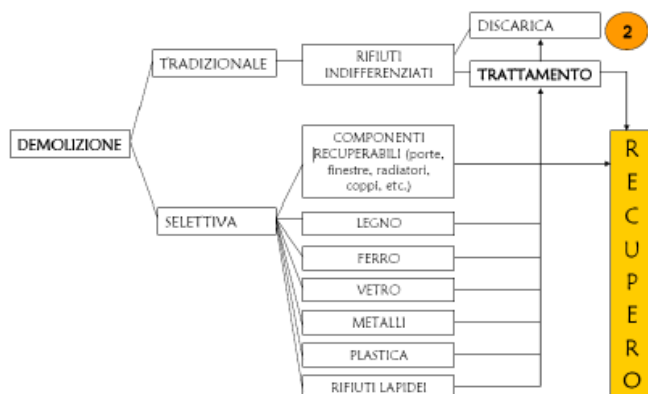 DISCARICA
2
TRADIZIONALE
RIFIUTI
INDIFFERENZIATI
TRATTAMENTO
DEMOLIZIONE
COMPONENTI
RECUPERABILI (porte,
finestre, radiatori,
coppi, etc.)
SELETTIVA
LEGNO
FERRO
VETRO
METALLI
PLASTICA
RIFIUTI LAPIDEI
R
E
C
U
P
E
R
O